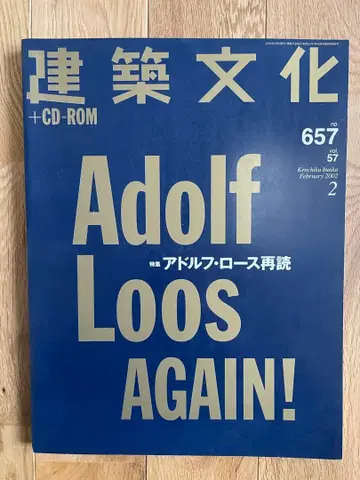 建築文化
+CD-ROM
no.
657
vol.
57
Kenchiku Bunka
February 2002
2
Adolf
特集 アドルフ・ロース再読
Loos
AGAIN!